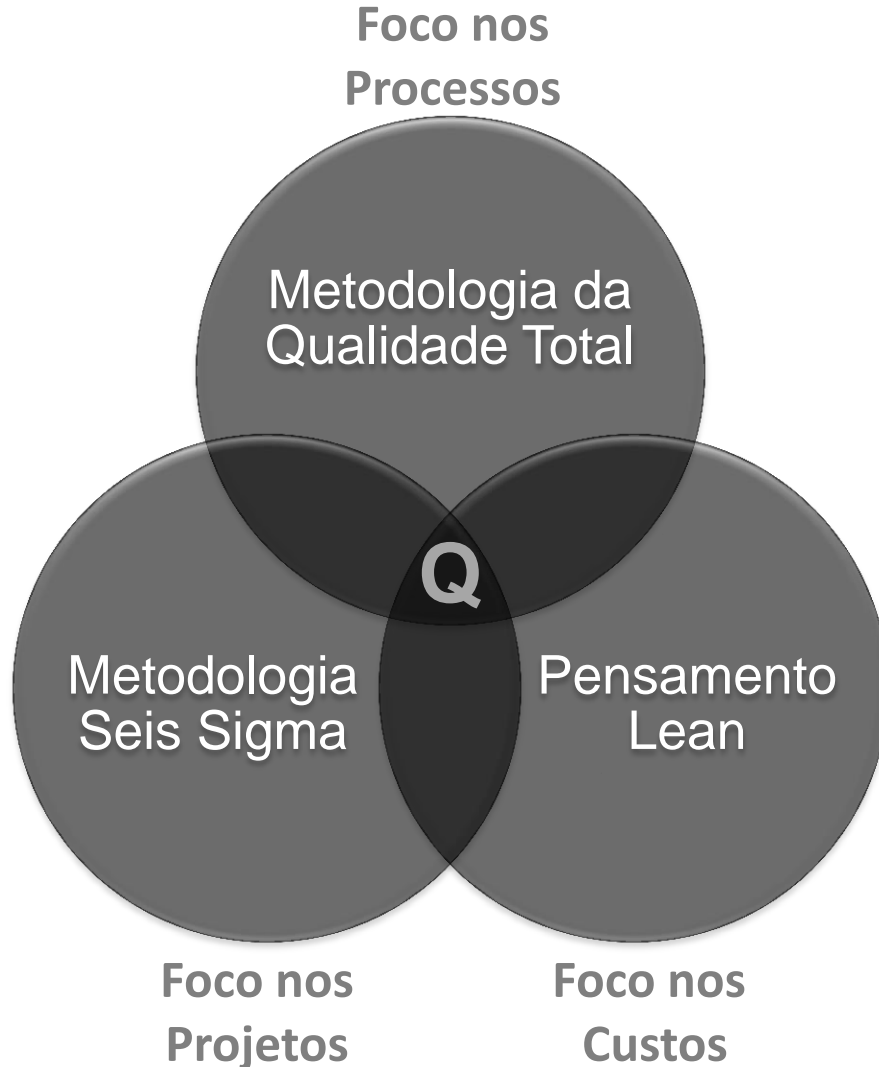 Foco nos
Processos
Metodologia da
Qualidade Total
Q
Metodologia
Seis Sigma
Pensamento
Lean
Foco nos
Projetos
Foco nos
Custos